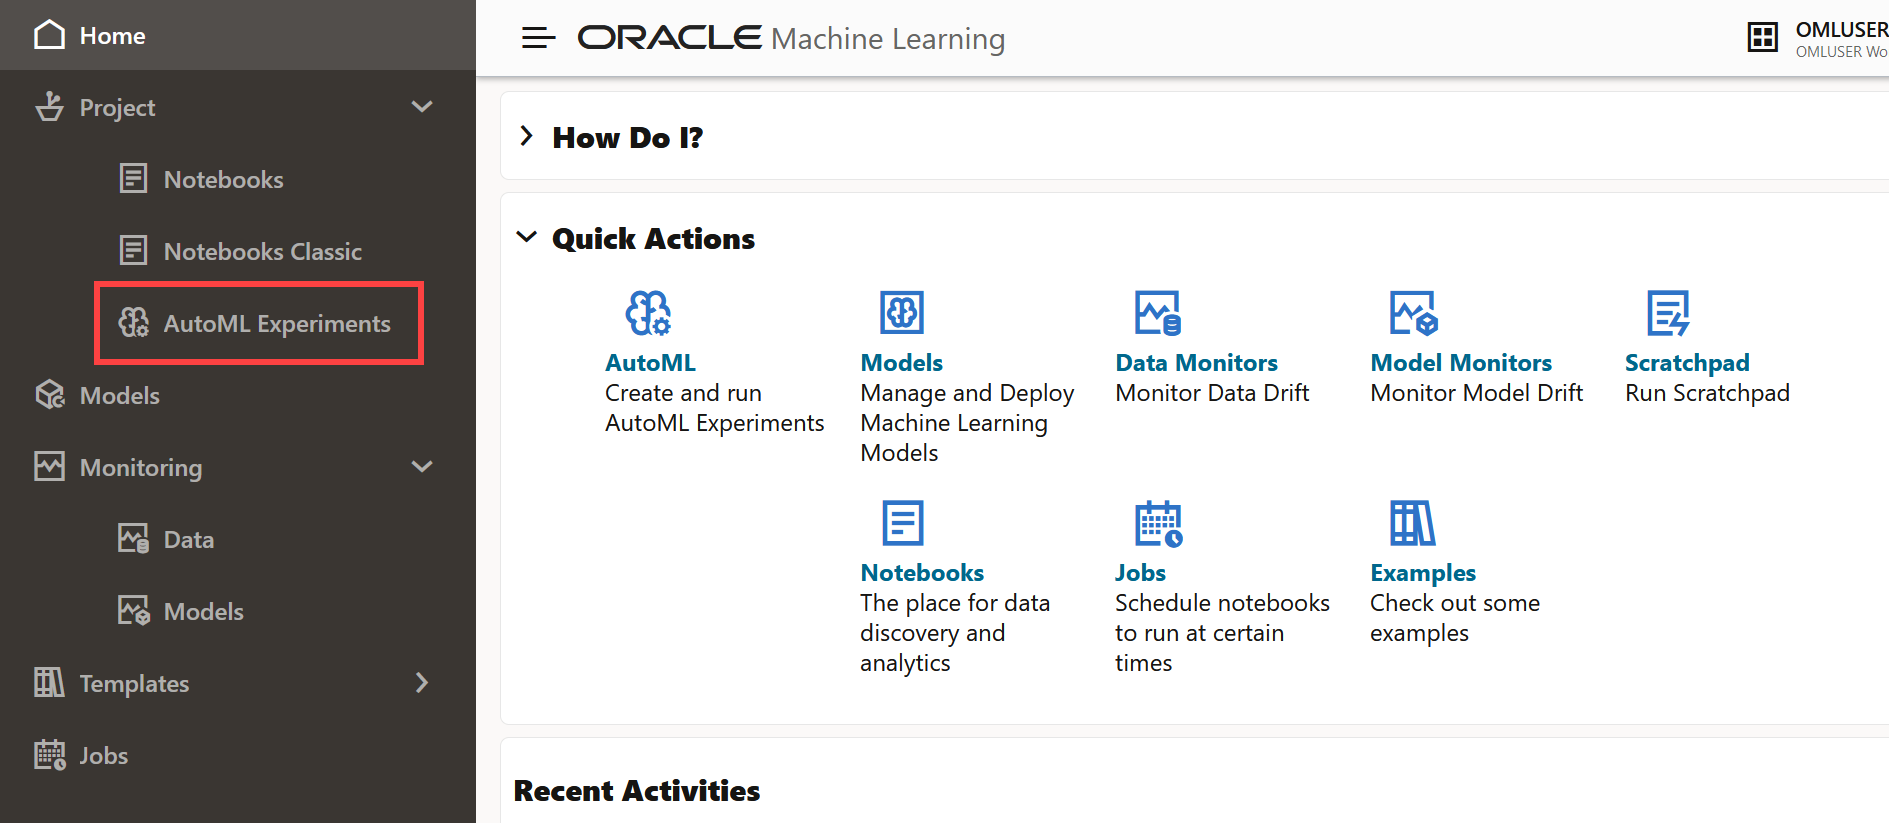 Home
Project
Notebooks
Notebooks Classic
AutoML Experiments
Models
Monitoring
Data
Models
Templates
Jobs
ORACLE Machine Learning
OMLUSER
OMLUSER Wo
How Do I?
Quick Actions
AutoML
Create and run
AutoML Experiments
Models
Manage and Deploy
Machine Learning
Models
Data Monitors
Monitor Data Drift
Model Monitors
Monitor Model Drift
Scratchpad
Run Scratchpad
Notebooks
The place for data
discovery and
analytics
Jobs
Schedule notebooks
to run at certain
times
Examples
Check out some
examples
Recent Activities